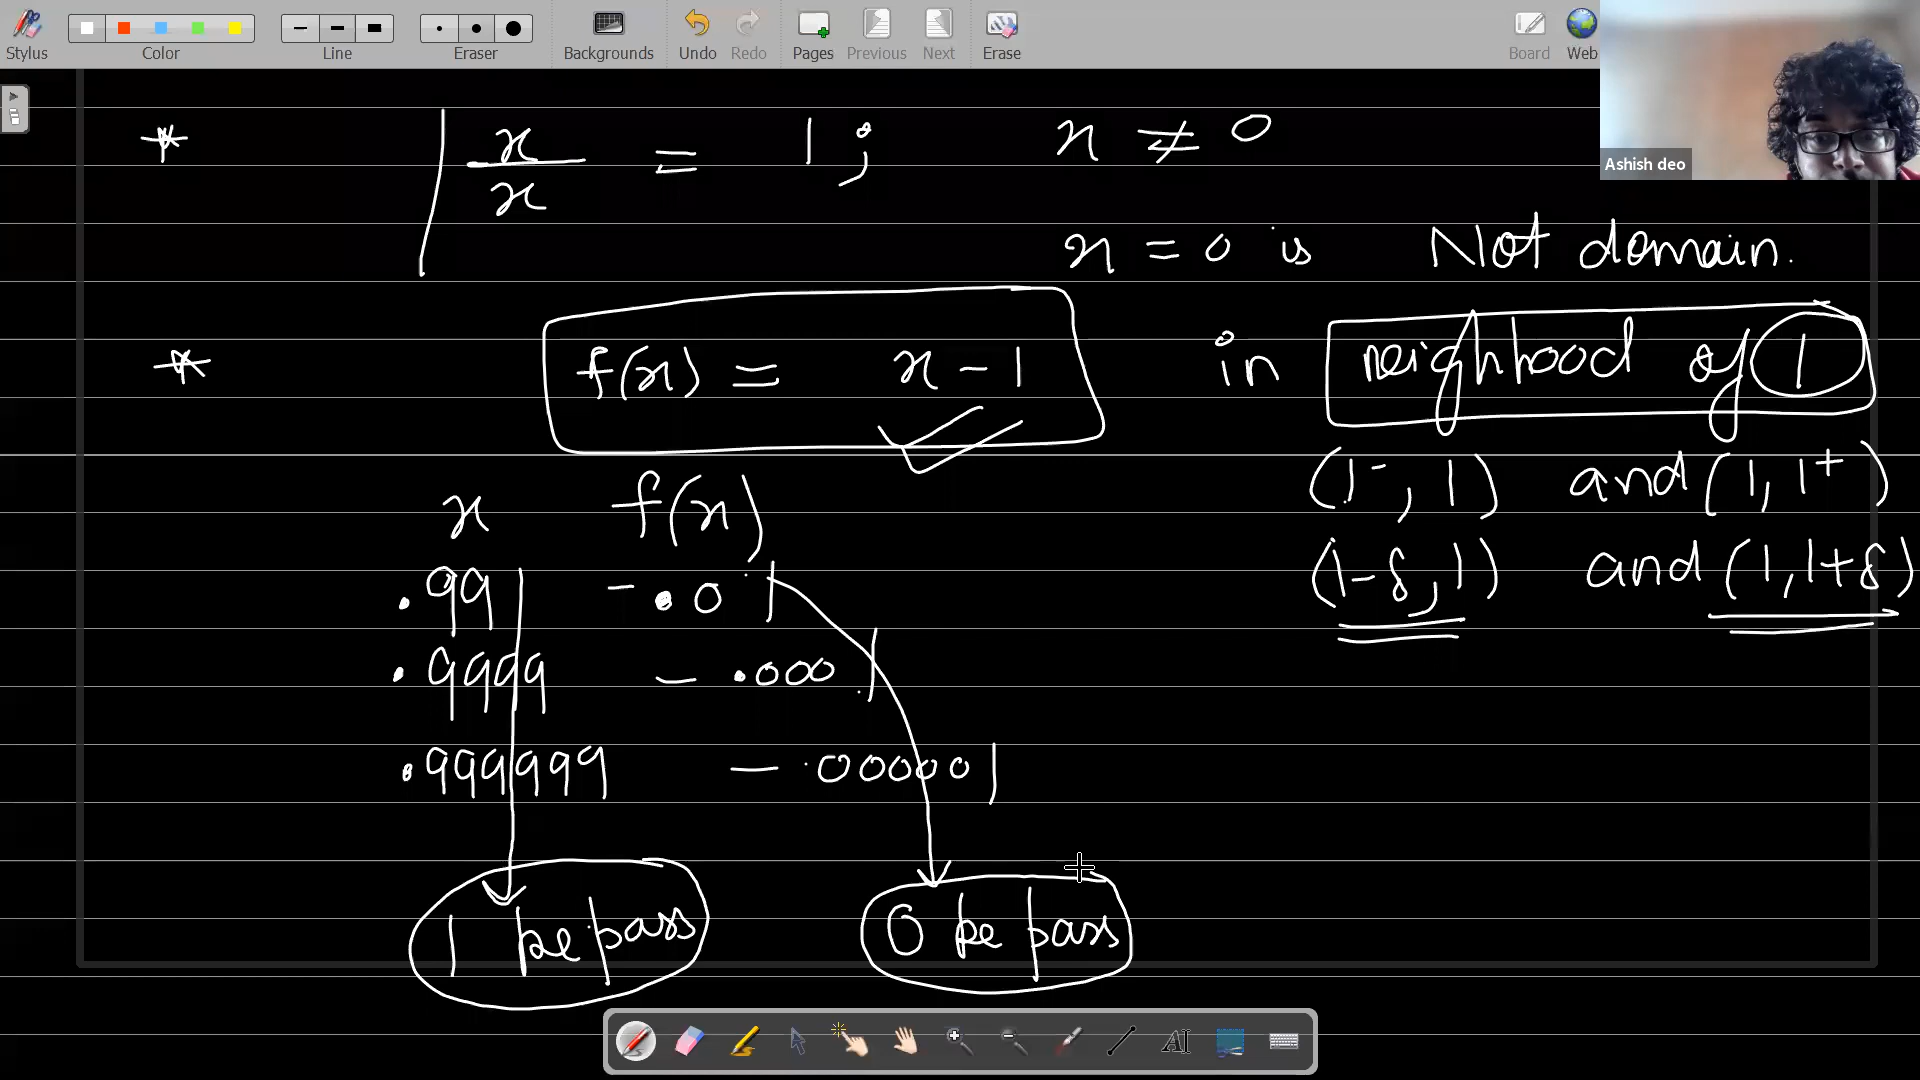 Stylus Color Line Eraser Backgrounds Undo Redo Pages Previous Next Erase Board Web
Ashish deo
* x/x = 1 ; x ≠ 0
x = 0 is Not domain.
* f(x) = x - 1 in neighhood of 1
(1⁻, 1) and (1, 1⁺)
(1-δ, 1) and (1, 1+δ)
x f(x)
.99 - .01
.9999 - .0001
.999999 - .000001
1 ke pass 0 ke pass